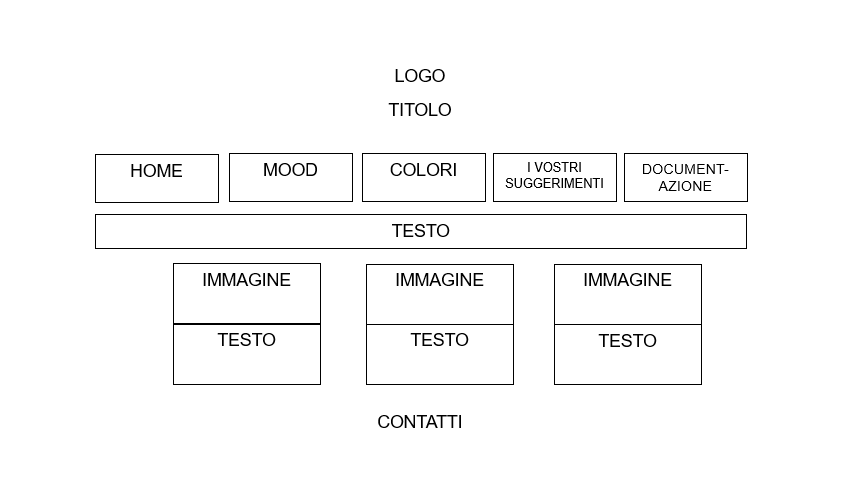 LOGO
TITOLO
HOME
MOOD
COLORI
I VOSTRI
SUGGERIMENTI
DOCUMENT-
AZIONE
TESTO
IMMAGINE
TESTO
IMMAGINE
TESTO
IMMAGINE
TESTO
CONTATTI